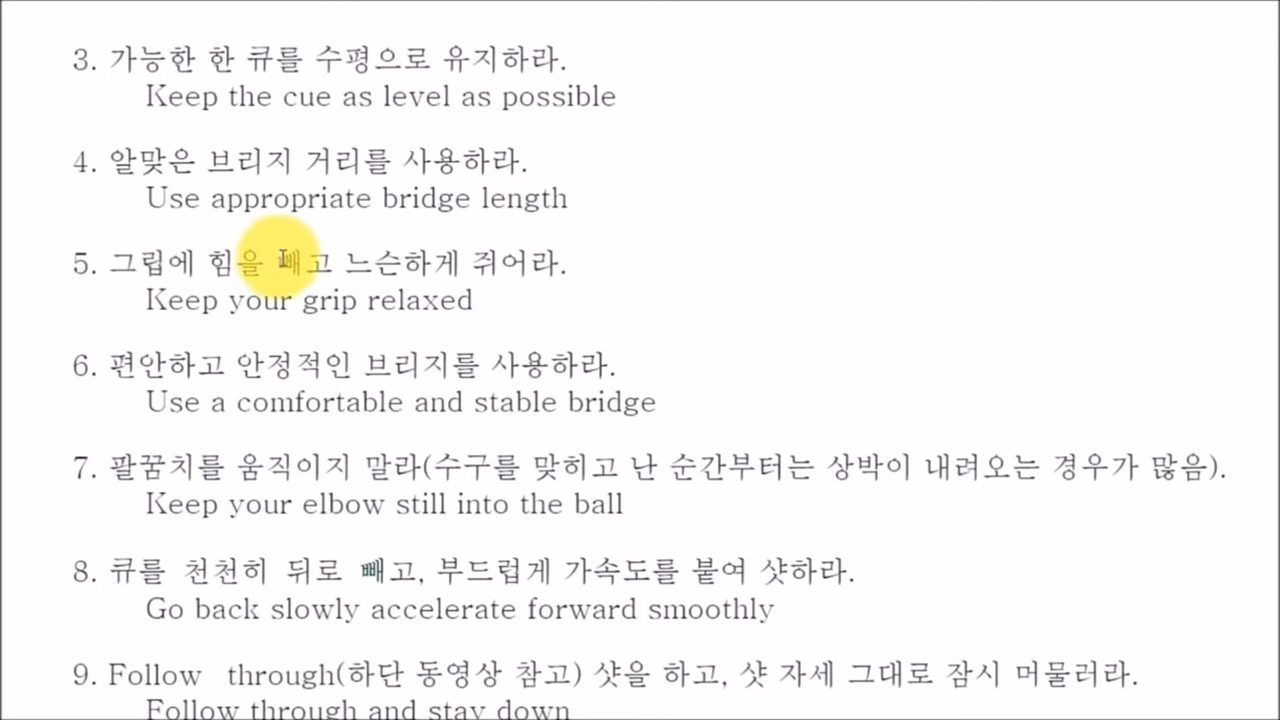 3. 가능한 한 큐를 수평으로 유지하라.
Keep the cue as level as possible
4. 알맞은 브리지 거리를 사용하라.
Use appropriate bridge length
5. 그립에 힘을 빼고 느슨하게 쥐어라.
Keep your grip relaxed
6. 편안하고 안정적인 브리지를 사용하라.
Use a comfortable and stable bridge
7. 팔꿈치를 움직이지 말라(수구를 맞히고 난 순간부터는 상박이 내려오는 경우가 많음).
Keep your elbow still into the ball
8. 큐를 천천히 뒤로 빼고, 부드럽게 가속도를 붙여 샷하라.
Go back slowly accelerate forward smoothly
9. Follow through(하단 동영상 참고) 샷을 하고, 샷 자세 그대로 잠시 머물러라.
Follow through and stay down